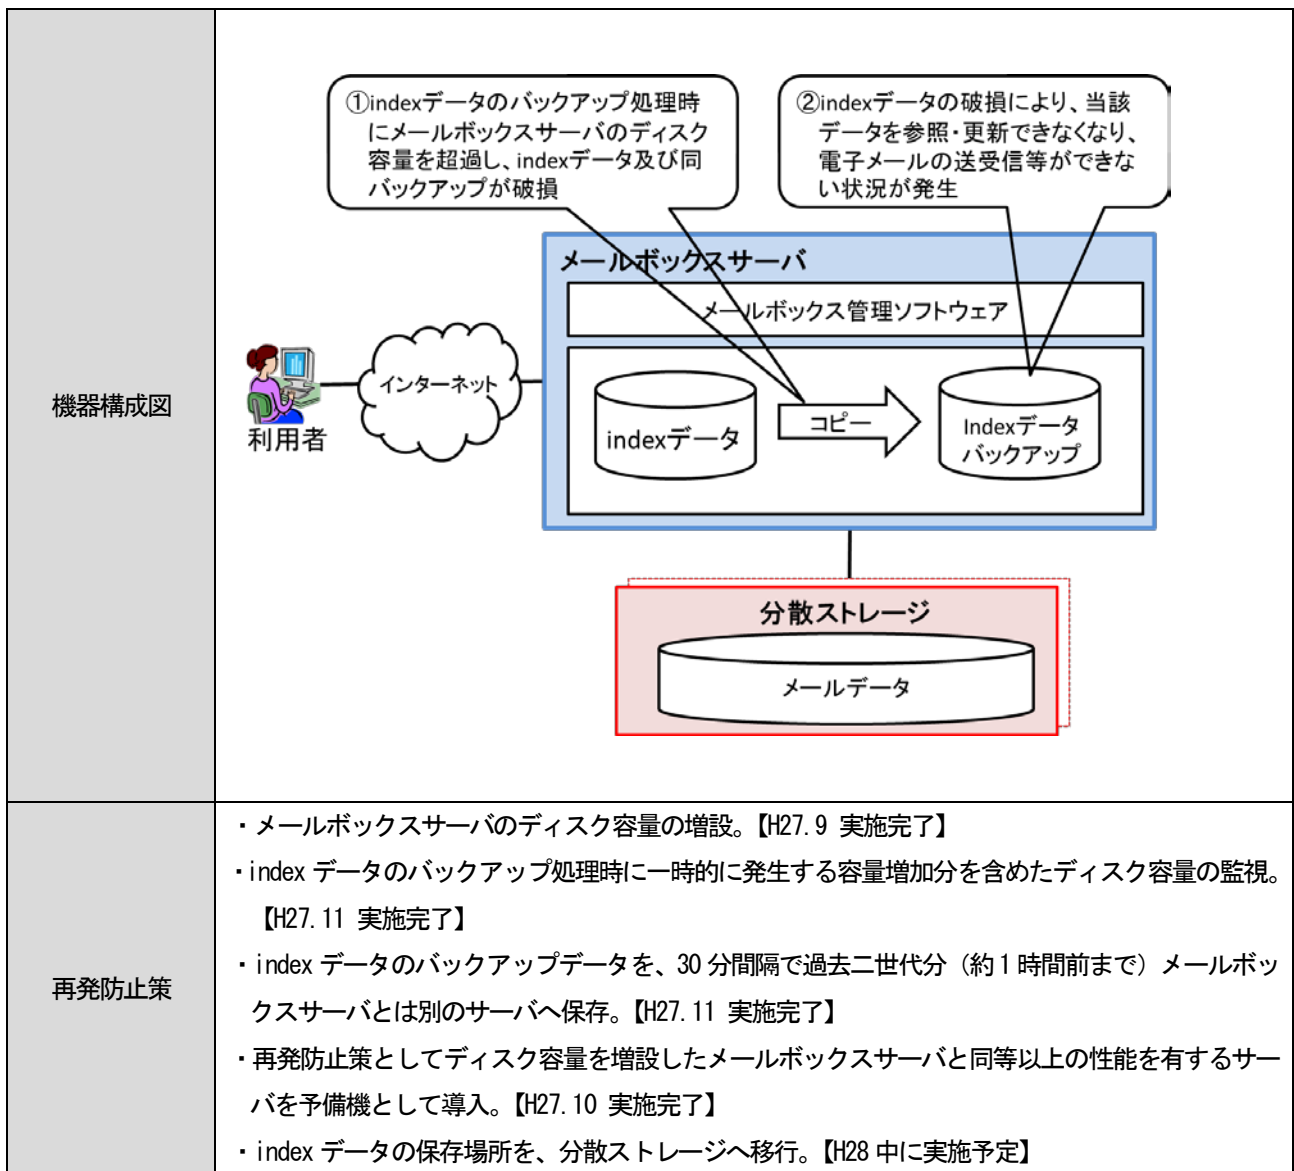 機器構成図
①indexデータのバックアップ処理時
にメールボックスサーバのディスク
容量を超過し、indexデータ及び同
バックアップが破損
②indexデータの破損により、当該
データを参照・更新できなくなり、
電子メールの送受信等ができな
い状況が発生
メールボックスサーバ
メールボックス管理ソフトウェア
インターネット
利用者
indexデータ
コピー
Indexデータ
バックアップ
分散ストレージ
メールデータ
再発防止策
・メールボックスサーバのディスク容量の増設。【H27.9 実施完了】
・index データのバックアップ処理時に一時的に発生する容量増加分を含めたディスク容量の監視。
【H27.11 実施完了】
・index データのバックアップデータを、30 分間隔で過去二世代分（約１時間前まで）メールボッ
クスサーバとは別のサーバへ保存。【H27.11 実施完了】
・再発防止策としてディスク容量を増設したメールボックスサーバと同等以上の性能を有するサー
バを予備機として導入。【H27.10 実施完了】
・index データの保存場所を、分散ストレージへ移行。【H28 中に実施予定】